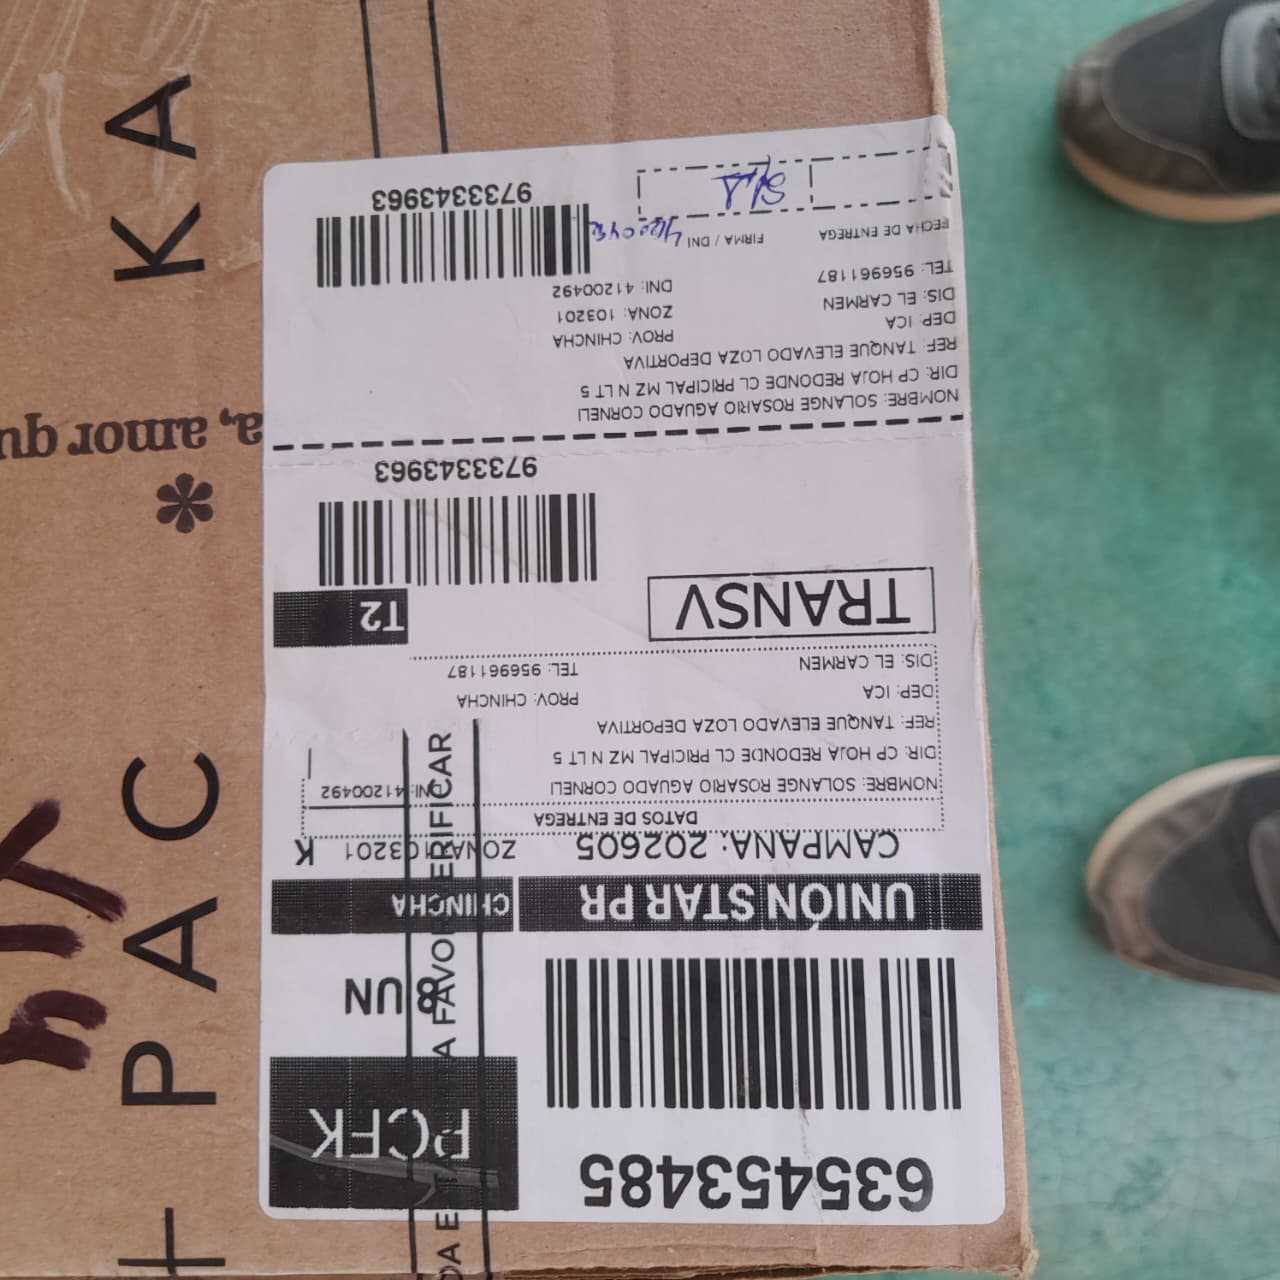 635453485
PCFK
8 UN
UNIÓN STAR PR
CHINCHA
CAMPANA: 202605
ZONA: 103201
K
DATOS DE ENTREGA
NOMBRE: SOLANGE ROSARIO AGUADO CORNELI
DNI: 41200492
DIR: CP HOJA REDONDE CL PRICIPAL MZ N LT 5
REF: TANQUE ELEVADO LOZA DEPORTIVA
DEP: ICA
PROV: CHINCHA
DIS: EL CARMEN
TEL: 956961187
TRANSV
T2
9733343963
NOMBRE: SOLANGE ROSARIO AGUADO CORNELI
DIR: CP HOJA REDONDE CL PRICIPAL MZ N LT 5
REF: TANQUE ELEVADO LOZA DEPORTIVA
DEP: ICA
PROV: CHINCHA
DIS: EL CARMEN
ZONA: 103201
TEL: 956961187
DNI: 41200492
FECHA DE ENTREGA
FIRMA / DNI
9733343963
a, amor qu
*
PAC KA
A FAVOR
ERIFICAR